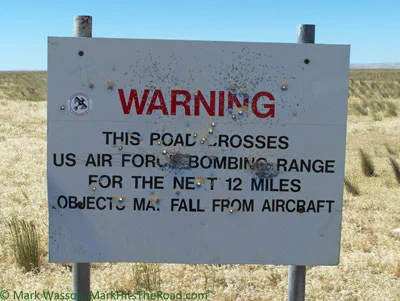 WARNING
THIS ROAD CROSSES
US AIR FORCE BOMBING RANGE
FOR THE NEXT 12 MILES
OBJECTS MAY FALL FROM AIRCRAFT
© Mark Wasson MarkHitsTheRoad.com